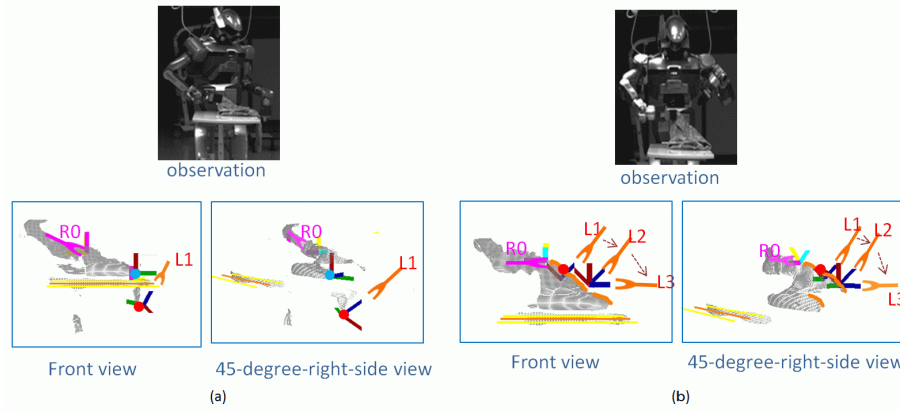 observation
observation
R0
L1
R0
L1
R0
L1
L2
L3
R0
L1
L2
L3
Front view
45-degree-right-side view
Front view
45-degree-right-side view
(a)
(b)